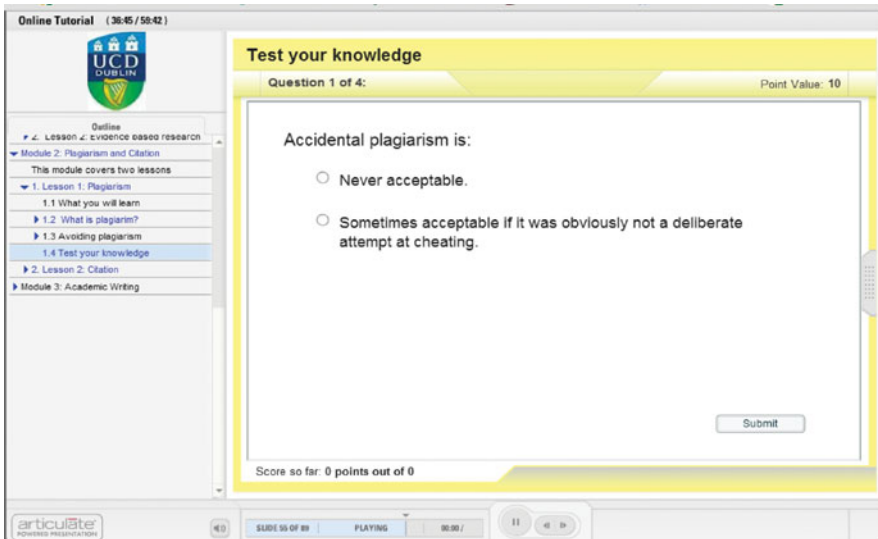 Online Tutorial (36:45 / 59:42)
UCD
DUBLIN
Outline
2. Lesson 2: Evidence based research
Module 2: Plagiarism and Citation
This module covers two lessons
1. Lesson 1: Plagiarism
1.1 What you will learn
1.2 What is plagiarim?
1.3 Avoiding plagiarism
1.4 Test your knowledge
2. Lesson 2: Citation
Module 3: Academic Writing
Test your knowledge
Question 1 of 4:
Point Value: 10
Accidental plagiarism is:
Never acceptable.
Sometimes acceptable if it was obviously not a deliberate
attempt at cheating.
Submit
Score so far: 0 points out of 0
articulate
POWERED PRESENTATION
SLIDE 55 OF 89
PLAYING
00:00 /